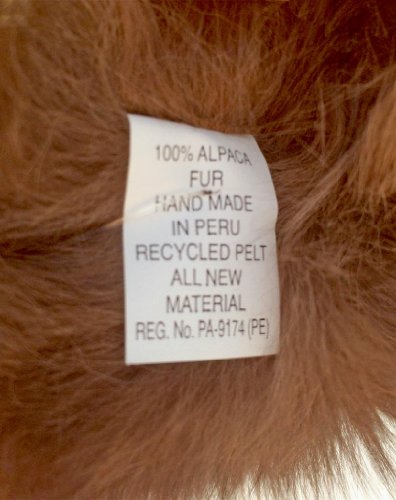 100% ALPACA
FUR
HAND MADE
IN PERU
RECYCLED PELT
ALL NEW
MATERIAL
REG. No. PA-9174 (PE)